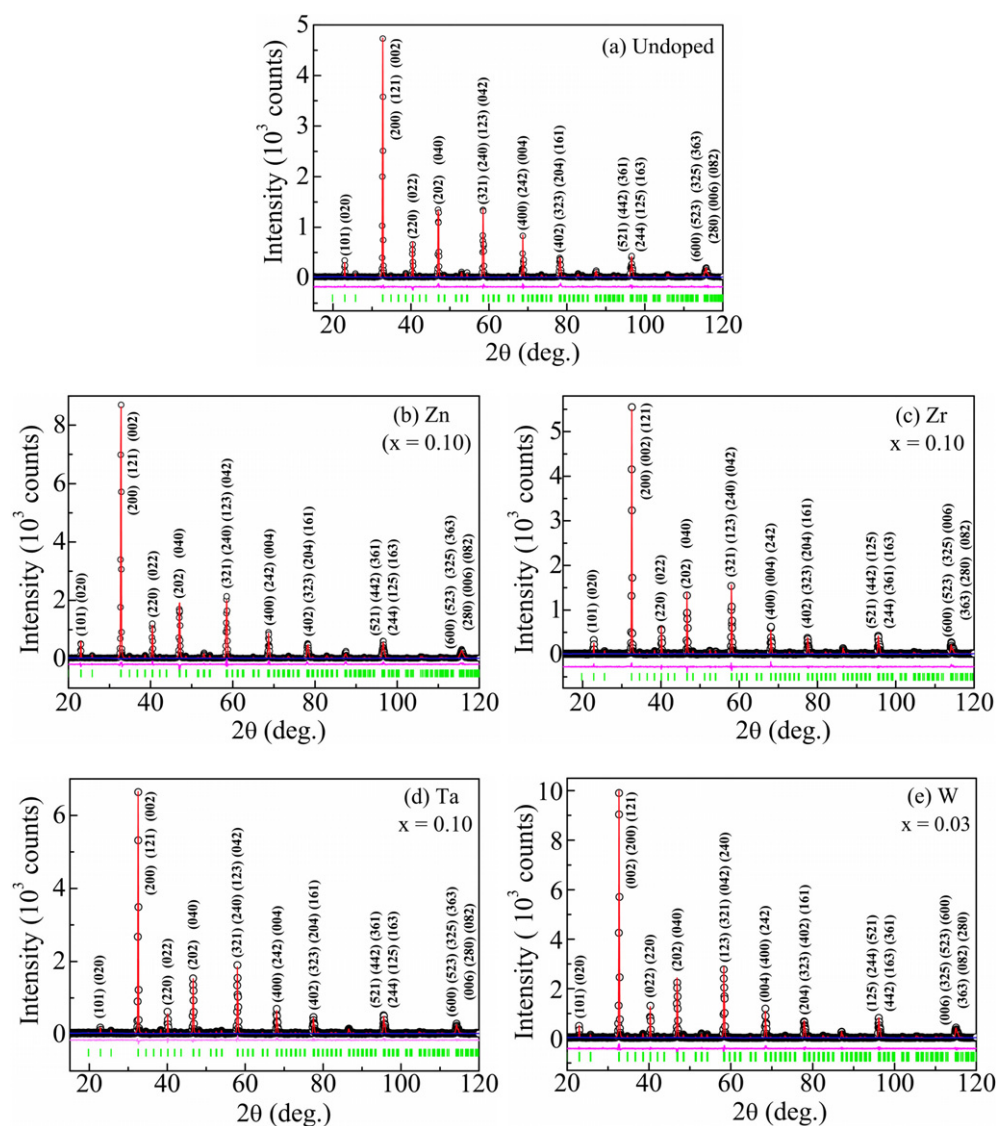 (a) Undoped
Intensity (10³ counts)
5
4
3
2
1
0
(101) (020)
(200) (121) (002)
(220) (022)
(202) (040)
(321) (240) (123) (042)
(400) (242) (004)
(402) (323) (204) (161)
(521) (442) (361)
(244) (125) (163)
(600) (523) (325) (363)
(280) (006) (082)
20 40 60 80 100 120
2θ (deg.)
(b) Zn
(x = 0.10)
Intensity (10³ counts)
8
6
4
2
0
(101) (020)
(200) (121) (002)
(220) (022)
(202) (040)
(321) (240) (123) (042)
(400) (242) (004)
(402) (323) (204) (161)
(521) (442) (361)
(244) (125) (163)
(600) (523) (325) (363)
(280) (006) (082)
20 40 60 80 100 120
2θ (deg.)
(c) Zr
x = 0.10
Intensity (10³ counts)
5
4
3
2
1
0
(101) (020)
(200) (002) (121)
(220) (022)
(202) (040)
(321) (123) (240) (042)
(400) (004) (242)
(402) (323) (204) (161)
(521) (442) (125)
(244) (361) (163)
(600) (523) (325) (006)
(363) (280) (082)
20 40 60 80 100 120
2θ (deg.)
(d) Ta
x = 0.10
Intensity (10³ counts)
6
4
2
0
(101) (020)
(200) (121) (002)
(220) (022)
(202) (040)
(321) (240) (123) (042)
(400) (242) (004)
(402) (323) (204) (161)
(521) (442) (361)
(244) (125) (163)
(600) (523) (325) (363)
(006) (280) (082)
20 40 60 80 100 120
2θ (deg.)
(e) W
x = 0.03
Intensity ( 10³ counts)
10
8
6
4
2
0
(101) (020)
(002) (200) (121)
(022) (220)
(202) (040)
(123) (321) (042) (240)
(004) (400) (242)
(204) (323) (402) (161)
(125) (244) (521)
(442) (163) (361)
(006) (325) (523) (600)
(363) (082) (280)
20 40 60 80 100 120
2θ (deg.)